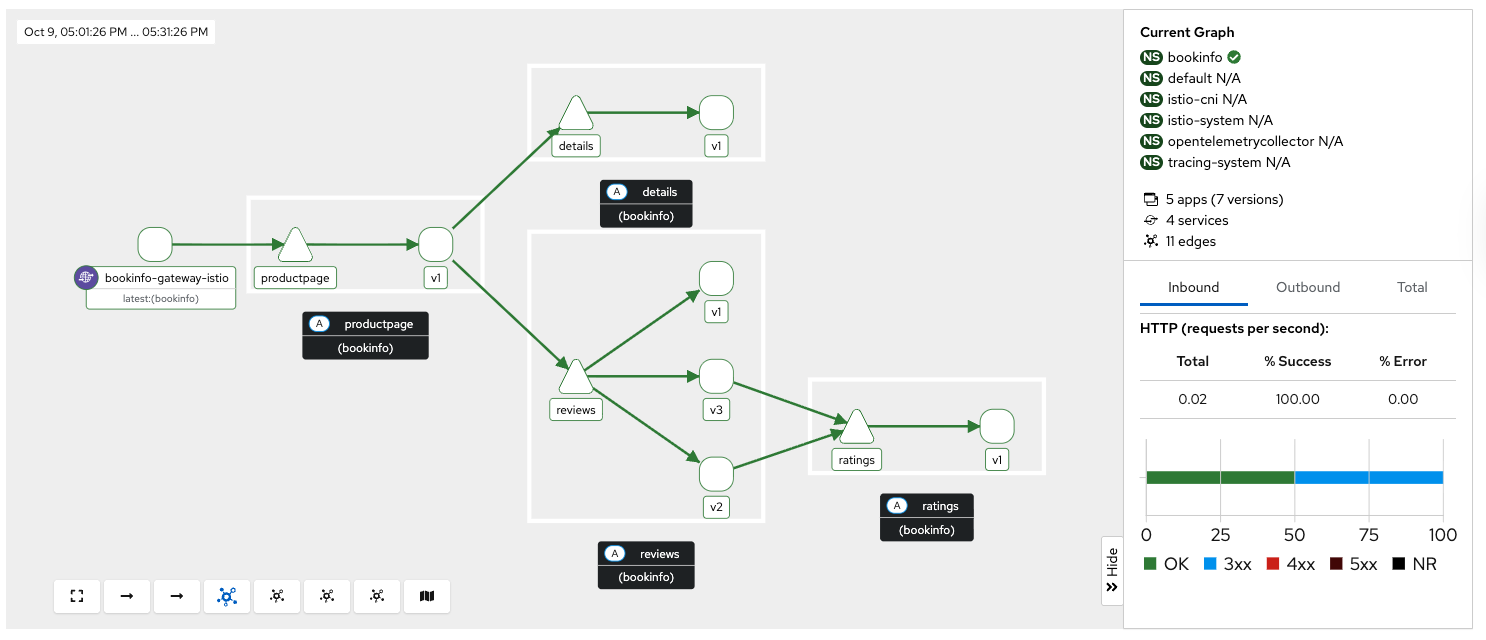 Oct 9, 05:01:26 PM ... 05:31:26 PM
details
v1
A details
(bookinfo)
bookinfo-gateway-istio
latest:(bookinfo)
productpage
v1
A productpage
(bookinfo)
v1
reviews
v3
v2
A reviews
(bookinfo)
ratings
v1
A ratings
(bookinfo)
Hide
Current Graph
NS bookinfo
NS default N/A
NS istio-cni N/A
NS istio-system N/A
NS opentelemetrycollector N/A
NS tracing-system N/A
5 apps (7 versions)
4 services
11 edges
Inbound Outbound Total
HTTP (requests per second):
Total % Success % Error
0.02 100.00 0.00
0 25 50 75 100
OK 3xx 4xx 5xx NR